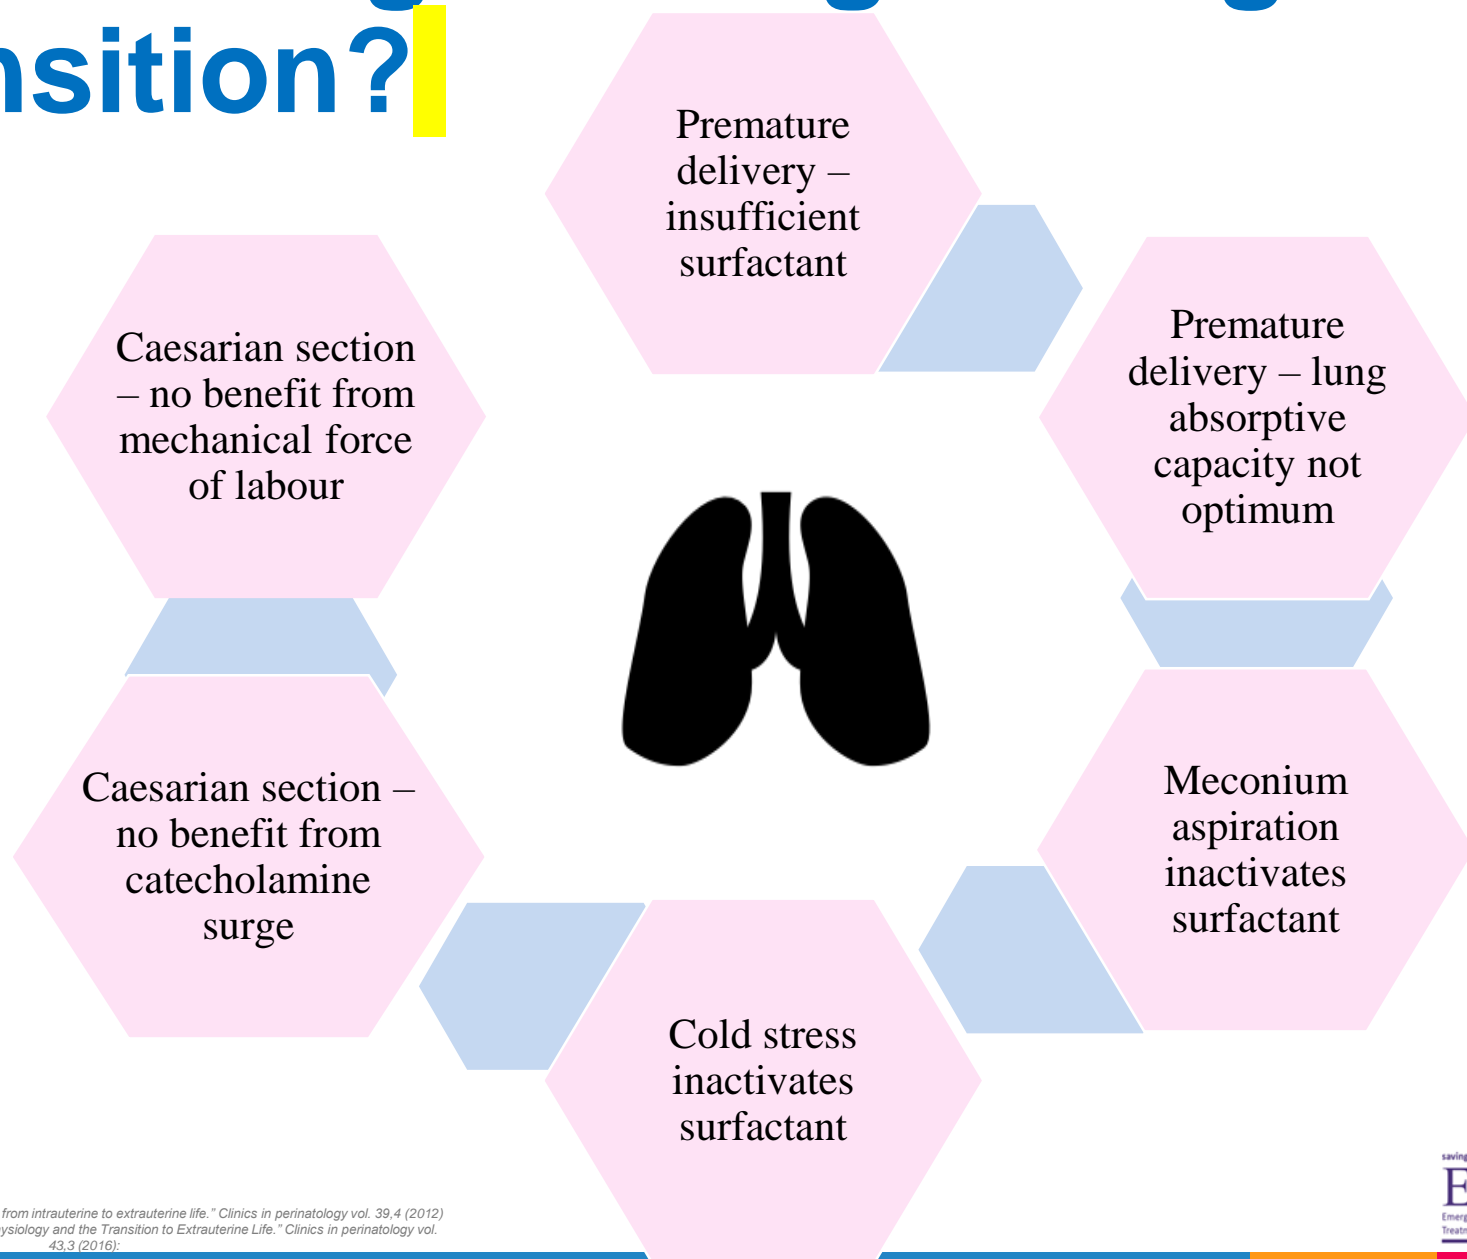 nsition?
Premature
delivery –
insufficient
surfactant
Premature
delivery – lung
absorptive
capacity not
optimum
Meconium
aspiration
inactivates
surfactant
Cold stress
inactivates
surfactant
Caesarian section –
no benefit from
catecholamine
surge
Caesarian section
– no benefit from
mechanical force
of labour
from intrauterine to extrauterine life.” Clinics in perinatology vol. 39,4 (2012)
ysiology and the Transition to Extrauterine Life.” Clinics in perinatology vol.
43,3 (2016):
saving
E
Emerg
Treatm